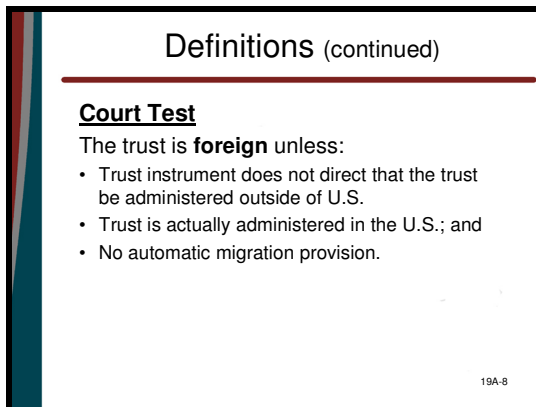 Definitions (continued)
Court Test
The trust is foreign unless:
• Trust instrument does not direct that the trust
be administered outside of U.S.
• Trust is actually administered in the U.S.; and
• No automatic migration provision.
19A-8